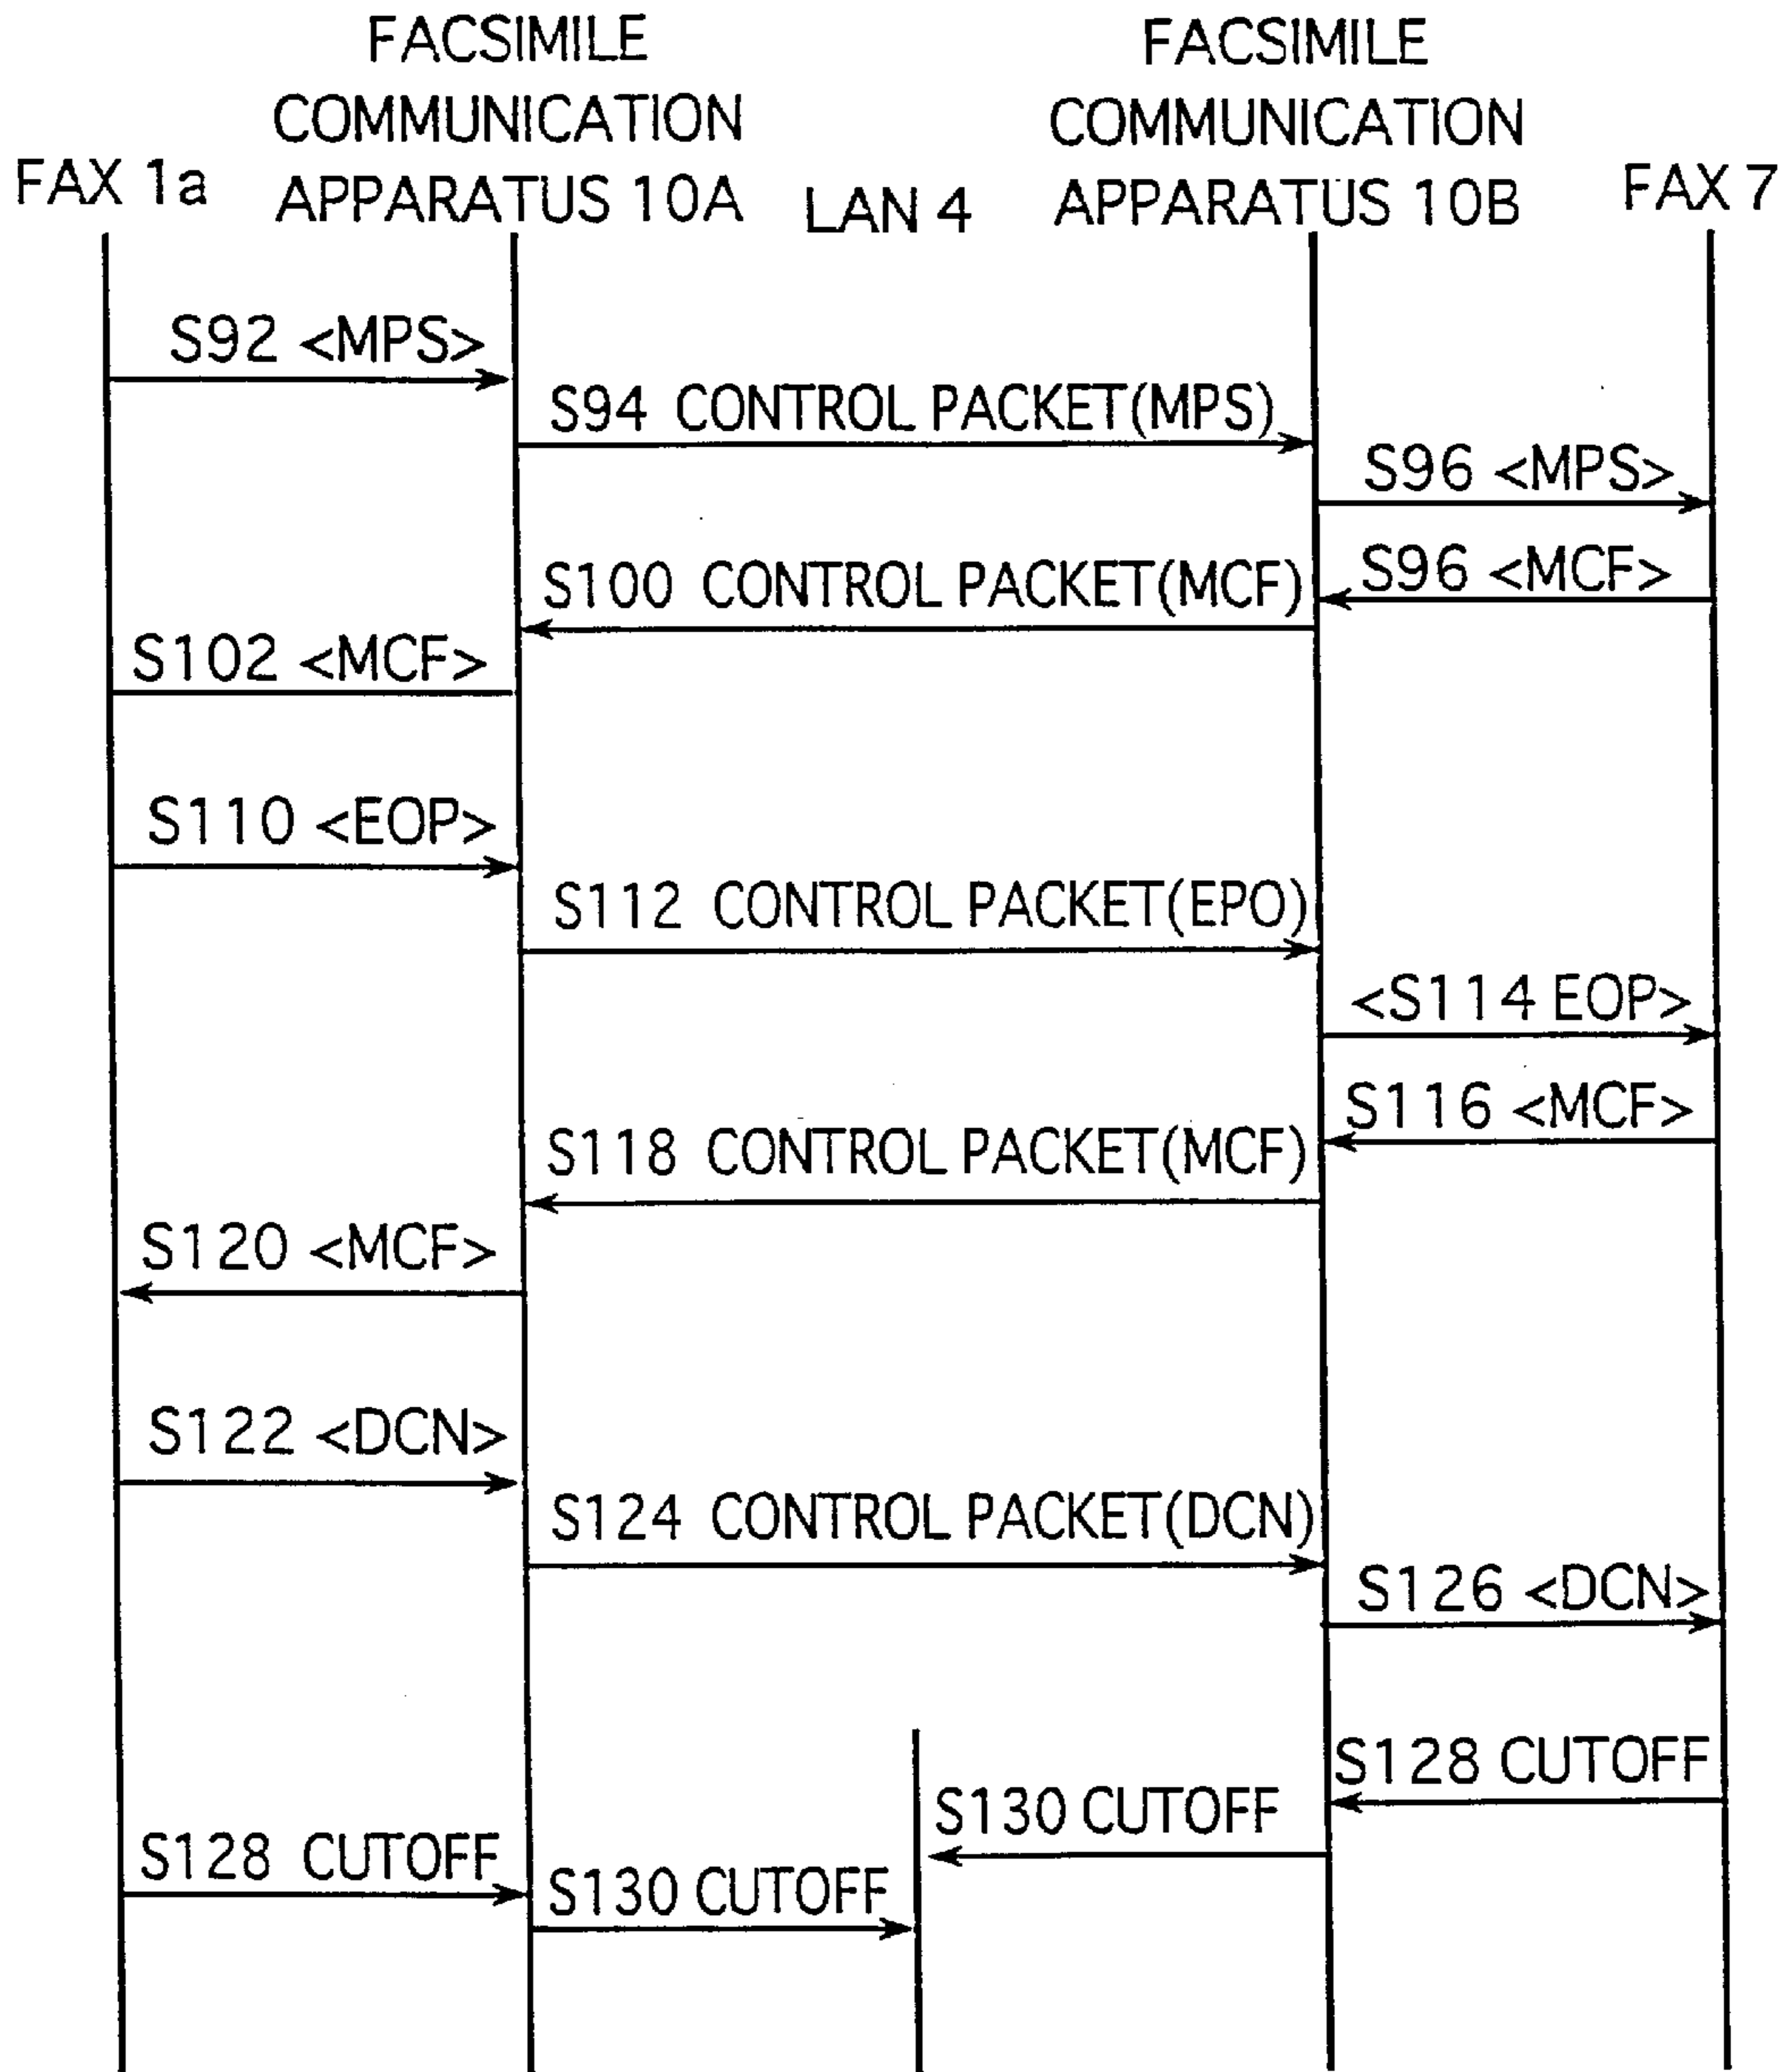 FACSIMILE
COMMUNICATION
APPARATUS 10A
FACSIMILE
COMMUNICATION
APPARATUS 10B
FAX 1a
LAN 4
FAX 7
S92 <MPS>
S94 CONTROL PACKET(MPS)
S96 <MPS>
S96 <MCF>
S100 CONTROL PACKET(MCF)
S102 <MCF>
S110 <EOP>
S112 CONTROL PACKET(EPO)
<S114 EOP>
S116 <MCF>
S118 CONTROL PACKET(MCF)
S120 <MCF>
S122 <DCN>
S124 CONTROL PACKET(DCN)
S126 <DCN>
S128 CUTOFF
S130 CUTOFF
S128 CUTOFF
S130 CUTOFF